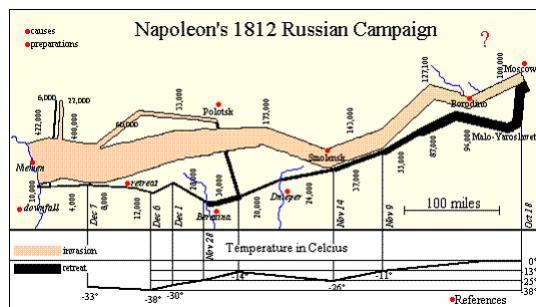 Napoleon's 1812 Russian Campaign
causes
preparations
?
Moscow
100,000
127,100
Borodino
6,000
22,000
422,000
400,000
60,000
33,000
Polotsk
175,000
145,000
Malo-Yaroslavets
Smolensk
Niemen
retreat
downfall
10,000
4,000
8,000
12,000
20,000
30,000
Berezina
20,000
Dnieper
24,000
37,000
55,000
87,000
96,000
100 miles
Dec 7
Dec 6
Dec 1
Nov 28
Nov 14
Nov 9
Oct 18
Temperature in Celcius
invasion
retreat
0°
-13°
-25°
-38°
-33°
-38°
-30°
-14°
-26°
-11°
References